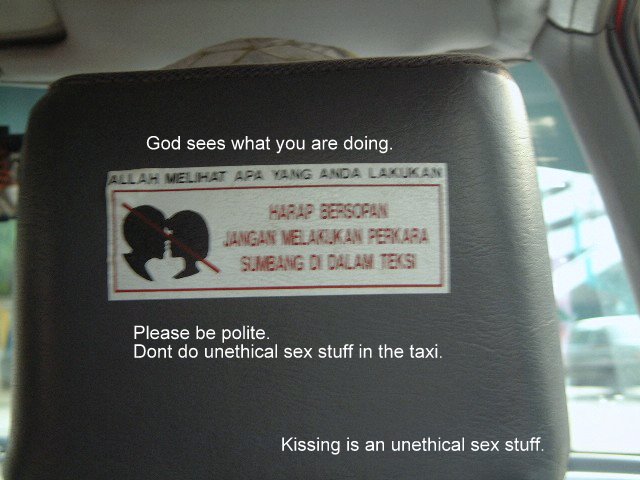 God sees what you are doing.
ALLAH MELIHAT APA YANG ANDA LAKUKAN
HARAP BERSOPAN
JANGAN MELAKUKAN PERKARA
SUMBANG DI DALAM TEKSI
Please be polite.
Dont do unethical sex stuff in the taxi.
Kissing is an unethical sex stuff.